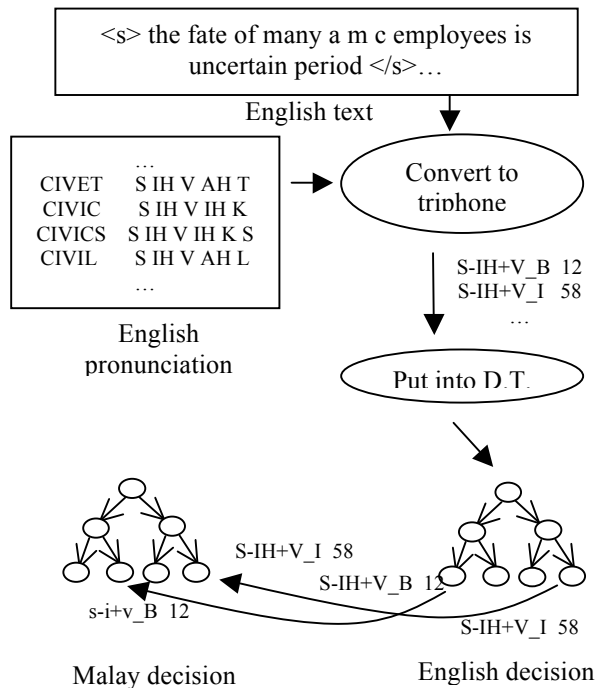 <s> the fate of many a m c employees is
uncertain period </s>…
English text
…
CIVET S IH V AH T
CIVIC S IH V IH K
CIVICS S IH V IH K S
CIVIL S IH V AH L
…
English
pronunciation
Convert to
triphone
S-IH+V_B 12
S-IH+V_I 58
…
Put into D.T.
S-IH+V_I 58
S-IH+V_B 12
s-i+v_B 12
S-IH+V_I 58
Malay decision
English decision